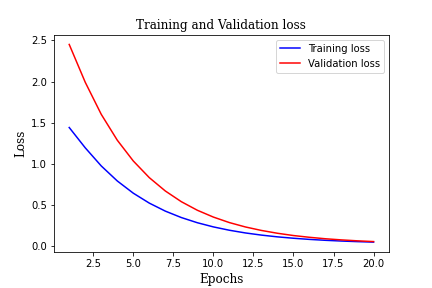 Training and Validation loss
Training loss
Validation loss
2.5
2.0
1.5
1.0
0.5
0.0
Loss
2.5 5.0 7.5 10.0 12.5 15.0 17.5 20.0
Epochs